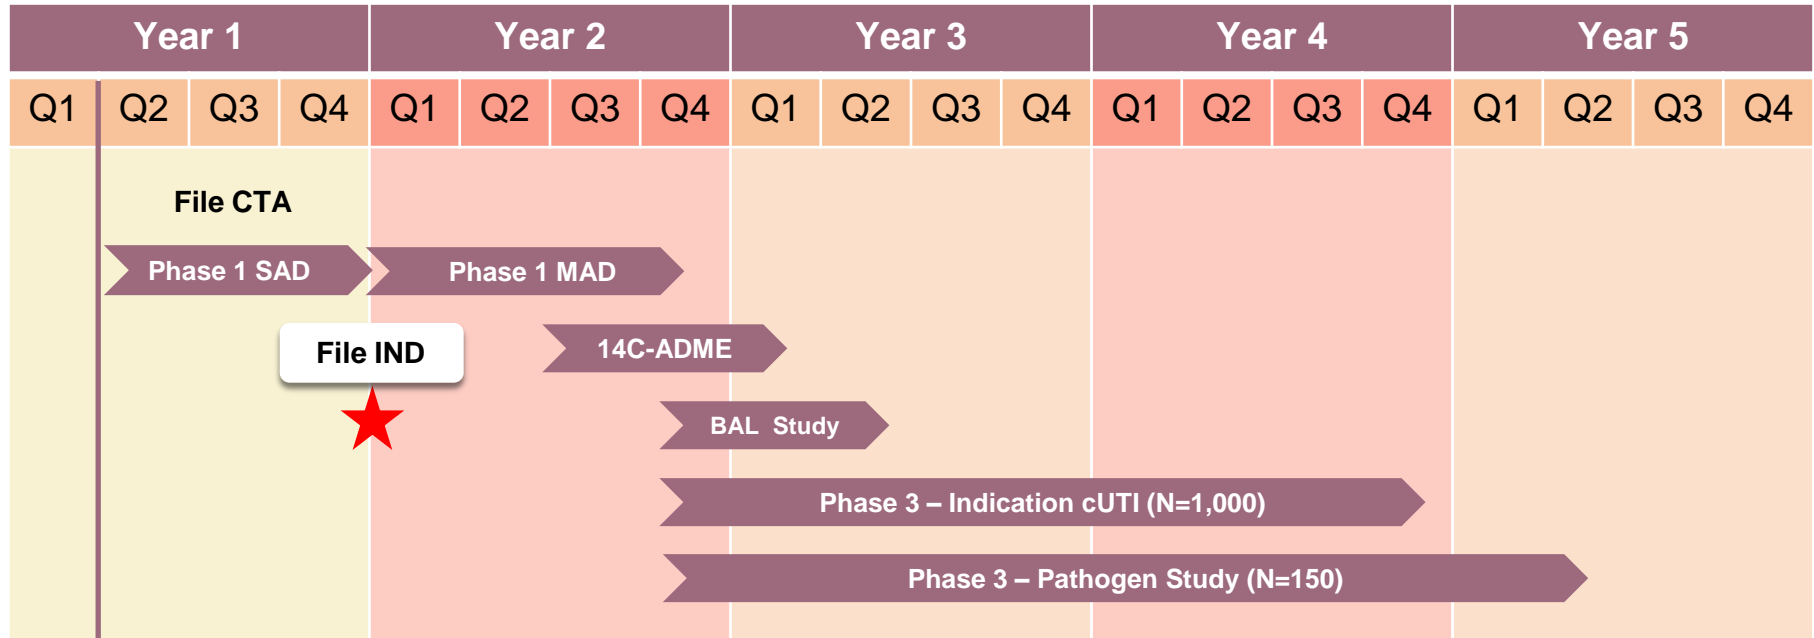 Year 1 Year 2 Year 3 Year 4 Year 5
Q1 Q2 Q3 Q4 Q1 Q2 Q3 Q4 Q1 Q2 Q3 Q4 Q1 Q2 Q3 Q4 Q1 Q2 Q3 Q4
File CTA
Phase 1 SAD Phase 1 MAD
File IND 14C-ADME
BAL Study
Phase 3 – Indication cUTI (N=1,000)
Phase 3 – Pathogen Study (N=150)